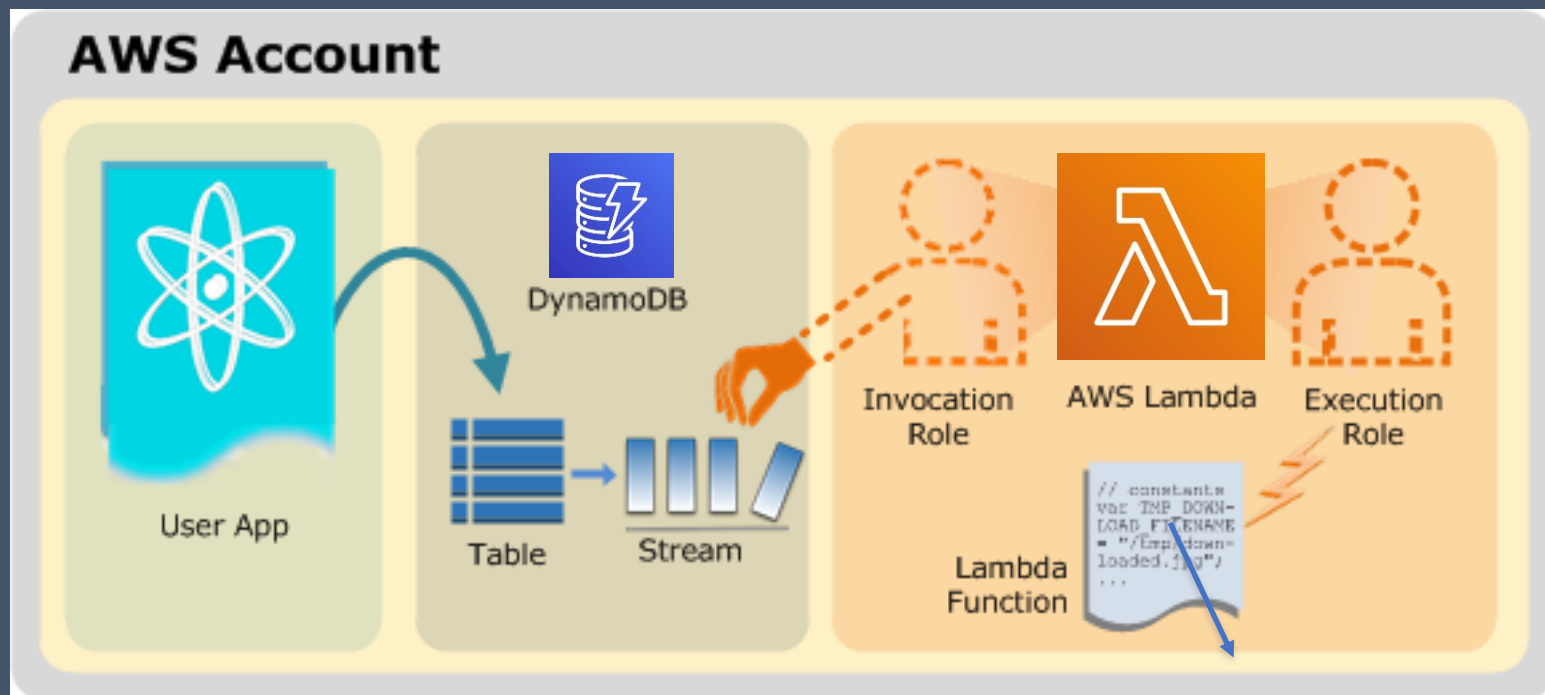 AWS Account
User App
DynamoDB
Table
Stream
Invocation
Role
AWS Lambda
Execution
Role
Lambda
Function
// constants
var TMP_DOWN-
LOAD_FILENAME
= "/tmp/down-
loaded.jpg";
...